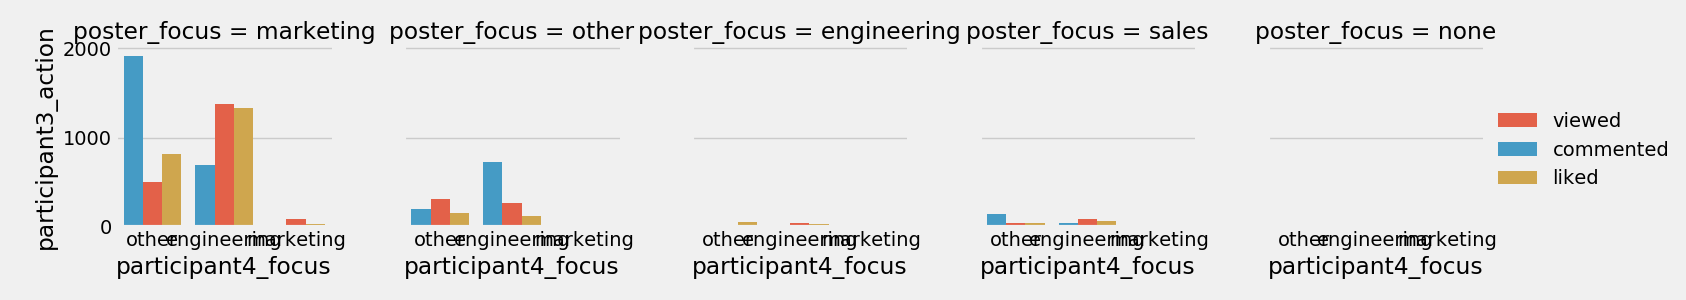 poster_focus = marketing
poster_focus = other
poster_focus = engineering
poster_focus = sales
poster_focus = none
participant3_action
2000
1000
0
viewed
commented
liked
other engineering marketing
other engineering marketing
other engineering marketing
other engineering marketing
other engineering marketing
participant4_focus
participant4_focus
participant4_focus
participant4_focus
participant4_focus